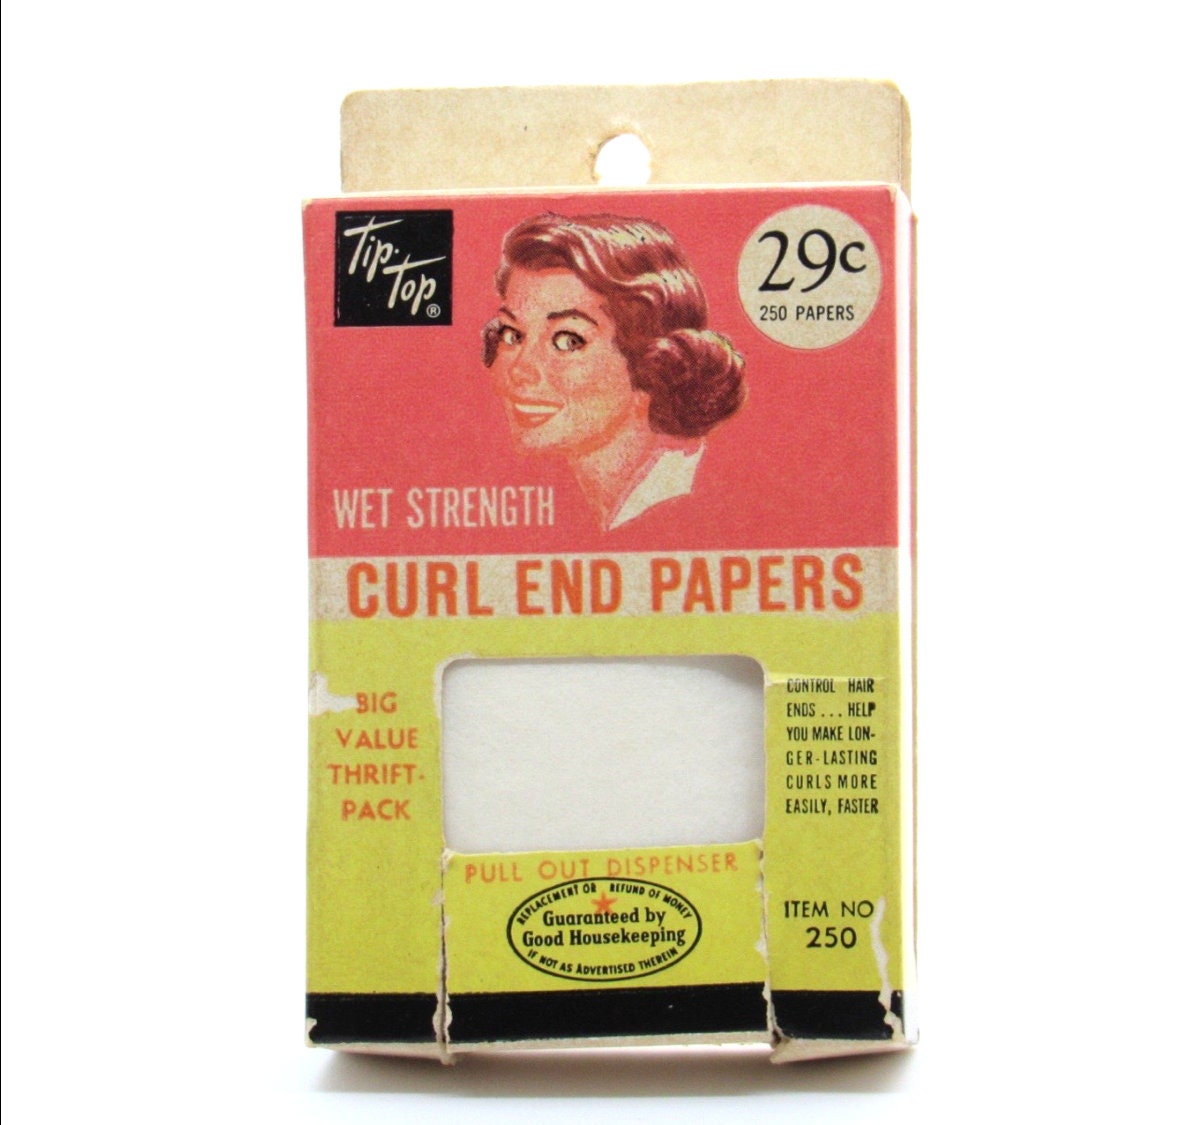 Tip-
Top®
29c
250 PAPERS
WET STRENGTH
CURL END PAPERS
BIG
VALUE
THRIFT-
PACK
CONTROL HAIR
ENDS ... HELP
YOU MAKE LON-
GER-LASTING
CURLS MORE
EASILY, FASTER
PULL OUT DISPENSER
REPLACEMENT OR REFUND OF MONEY
Guaranteed by
Good Housekeeping
IF NOT AS ADVERTISED THEREIN
ITEM NO
250